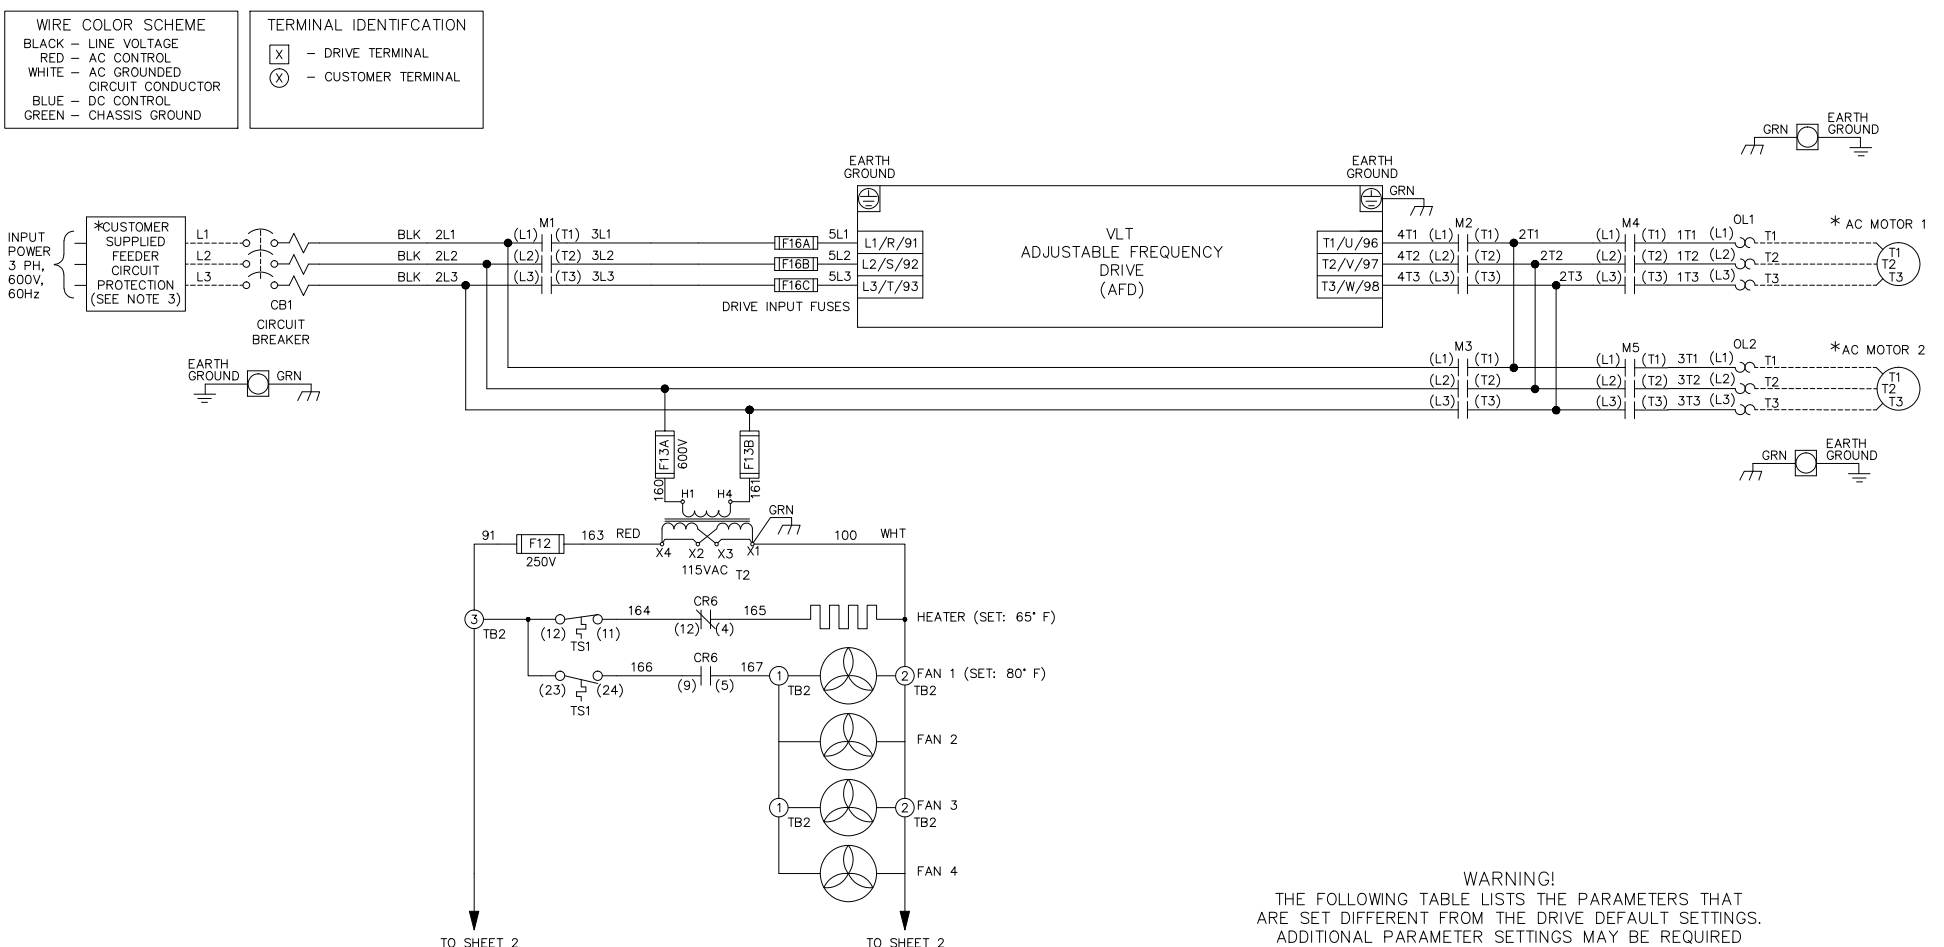 WIRE COLOR SCHEME
BLACK – LINE VOLTAGE
RED – AC CONTROL
WHITE – AC GROUNDED
CIRCUIT CONDUCTOR
BLUE – DC CONTROL
GREEN – CHASSIS GROUND
TERMINAL IDENTIFCATION
X – DRIVE TERMINAL
X – CUSTOMER TERMINAL
GRN
EARTH
GROUND
EARTH
GROUND
EARTH
GROUND
GRN
INPUT
POWER
3 PH,
600V,
60Hz
*CUSTOMER
SUPPLIED
FEEDER
CIRCUIT
PROTECTION
(SEE NOTE 3)
L1
L2
L3
CB1
CIRCUIT
BREAKER
BLK 2L1
BLK 2L2
BLK 2L3
M1
(L1) (T1) 3L1
(L2) (T2) 3L2
(L3) (T3) 3L3
F16A 5L1
F16B 5L2
F16C 5L3
DRIVE INPUT FUSES
L1/R/91
L2/S/92
L3/T/93
VLT
ADJUSTABLE FREQUENCY
DRIVE
(AFD)
T1/U/96
T2/V/97
T3/W/98
M2
4T1 (L1) (T1) 2T1
4T2 (L2) (T2) 2T2
4T3 (L3) (T3) 2T3
M4
(L1) (T1) 1T1 (L1) T1
(L2) (T2) 1T2 (L2) T2
(L3) (T3) 1T3 (L3) T3
OL1
* AC MOTOR 1
T1
T2
T3
M3
(L1) (T1)
(L2) (T2)
(L3) (T3)
M5
(L1) (T1) 3T1 (L1) T1
(L2) (T2) 3T2 (L2) T2
(L3) (T3) 3T3 (L3) T3
OL2
*AC MOTOR 2
T1
T2
T3
EARTH
GROUND
GRN
GRN
EARTH
GROUND
F13A
600V
F13B
160
161
H1 H4
GRN
91 F12 163 RED
250V
X4 X2 X3 X1
115VAC T2
100 WHT
3
TB2
(12) (11)
TS1
164
CR6
(12) (4)
165
HEATER (SET: 65° F)
(23) (24)
TS1
166
CR6
(9) (5)
167
1
TB2
2
TB2
FAN 1 (SET: 80° F)
FAN 2
1
TB2
2
TB2
FAN 3
FAN 4
TO SHEET 2
TO SHEET 2
WARNING!
THE FOLLOWING TABLE LISTS THE PARAMETERS THAT
ARE SET DIFFERENT FROM THE DRIVE DEFAULT SETTINGS.
ADDITIONAL PARAMETER SETTINGS MAY BE REQUIRED